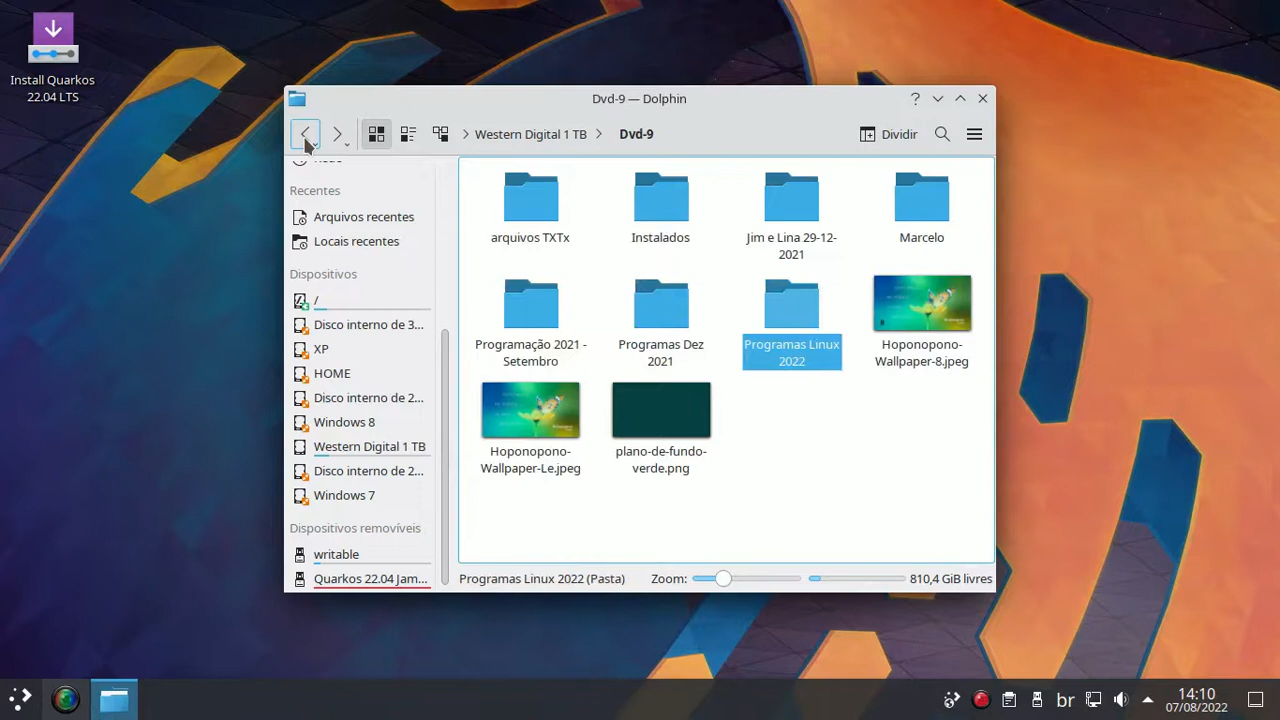 Install Quarkos
22.04 LTS
Dvd-9 — Dolphin
Western Digital 1 TB
Dvd-9
Dividir
Recentes
Arquivos recentes
Locais recentes
Dispositivos
/
Disco interno de 3...
XP
HOME
Disco interno de 2...
Windows 8
Western Digital 1 TB
Disco interno de 2...
Windows 7
Dispositivos removíveis
writable
Quarkos 22.04 Jam...
arquivos TXTx
Instalados
Jim e Lina 29-12-
2021
Marcelo
Programação 2021 -
Setembro
Programas Dez
2021
Programas Linux
2022
Hoponopono-
Wallpaper-8.jpeg
Hoponopono-
Wallpaper-Le.jpeg
plano-de-fundo-
verde.png
Programas Linux 2022 (Pasta)
Zoom:
810,4 GiB livres
br
14:10
07/08/2022